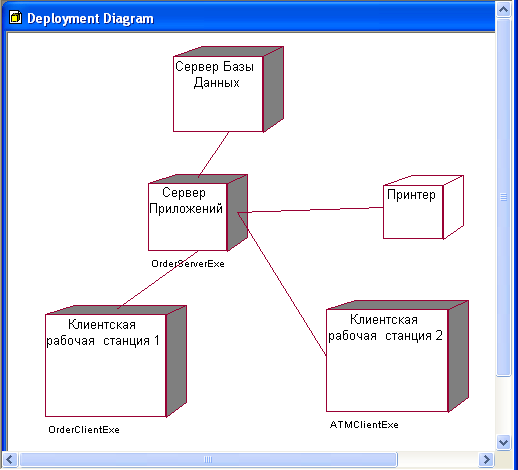 Deployment Diagram
Сервер Базы
Данных
Сервер
Приложений
Принтер
OrderServerExe
Клиентская
рабочая станция 1
Клиентская
рабочая станция 2
OrderClientExe
ATMClientExe